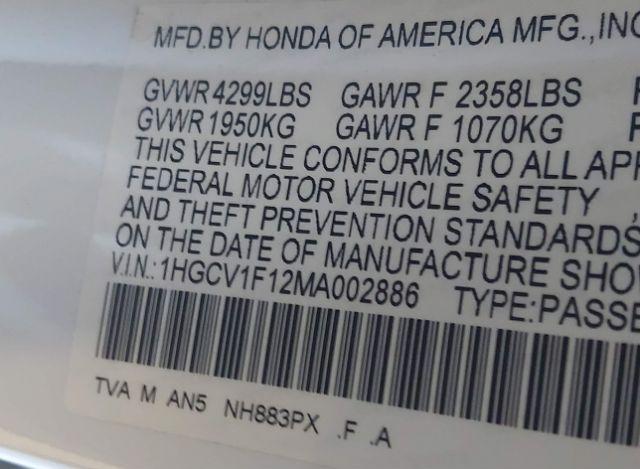 MFD.BY HONDA OF AMERICA MFG.,INC
GVWR 4299LBS GAWR F 2358LBS
GVWR 1950KG GAWR F 1070KG
THIS VEHICLE CONFORMS TO ALL APP
FEDERAL MOTOR VEHICLE SAFETY
AND THEFT PREVENTION STANDARDS
ON THE DATE OF MANUFACTURE SHO
V.I.N.:1HGCV1F12MA002886 TYPE:PASSE
TVA M AN5 NH883PX .F .A